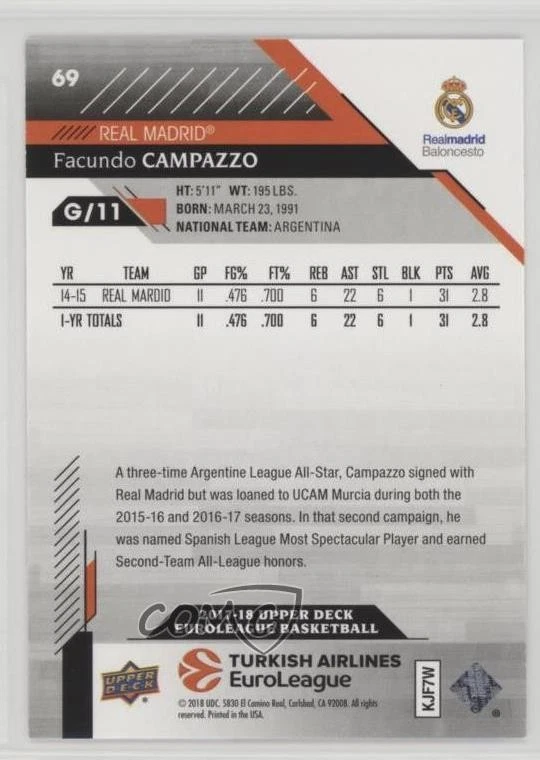 69
REAL MADRID®
Facundo CAMPAZZO
Realmadrid
Baloncesto
G/11
HT: 5'11" WT: 195 LBS.
BORN: MARCH 23, 1991
NATIONAL TEAM: ARGENTINA
YR TEAM GP FG% FT% REB AST STL BLK PTS AVG
14-15 REAL MARDID 11 .476 .700 6 22 6 1 31 2.8
1-YR TOTALS 11 .476 .700 6 22 6 1 31 2.8
A three-time Argentine League All-Star, Campazzo signed with
Real Madrid but was loaned to UCAM Murcia during both the
2015-16 and 2016-17 seasons. In that second campaign, he
was named Spanish League Most Spectacular Player and earned
Second-Team All-League honors.
2017-18 UPPER DECK
EUROLEAGUE BASKETBALL
COMC
UPPER
DECK
®
TURKISH AIRLINES
EuroLeague
© 2018 UDC. 5830 El Camino Real, Carlsbad, CA 92008. All rights
reserved. Printed in the USA.
KJF7W
®